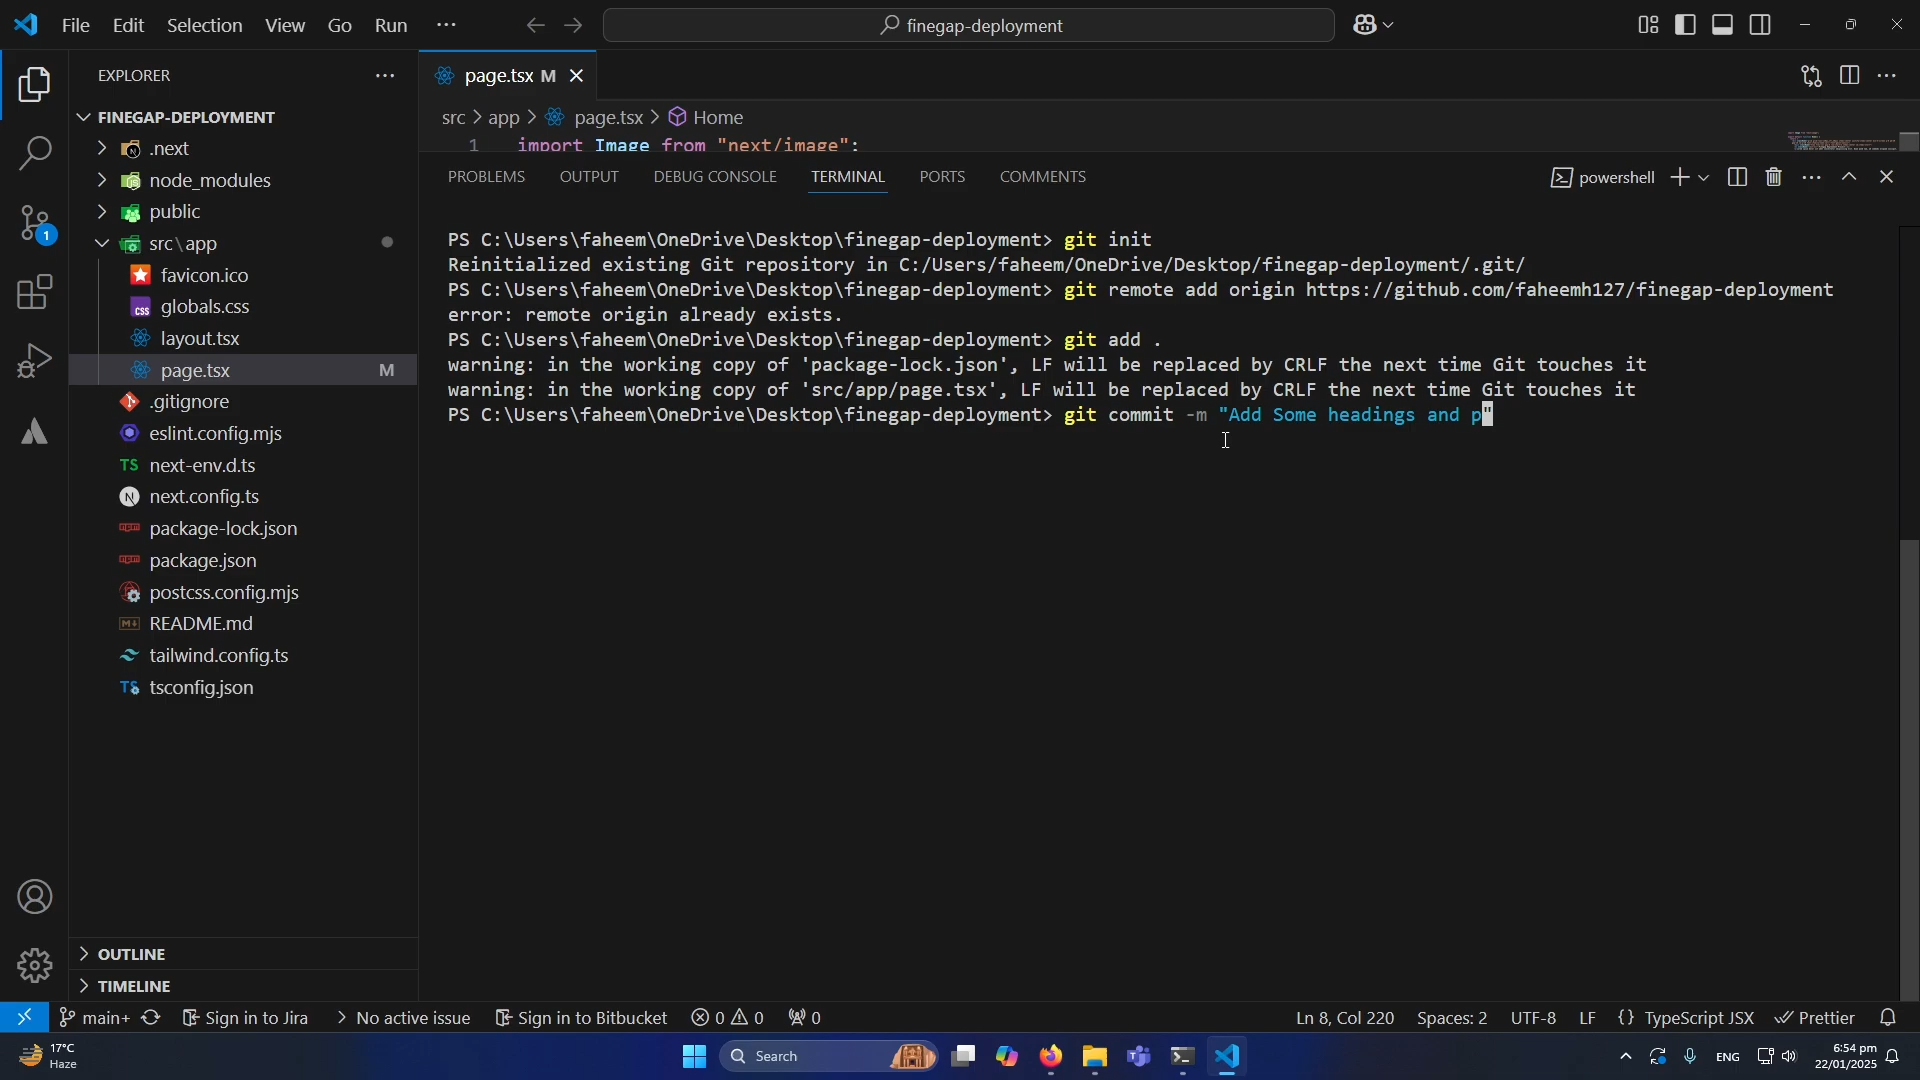 File Edit Selection View Go Run ··· finegap-deployment
EXPLORER ···
FINEGAP-DEPLOYMENT
.next
node_modules
public
src\app
favicon.ico
globals.css
layout.tsx
page.tsx M
.gitignore
eslint.config.mjs
TS next-env.d.ts
N next.config.ts
package-lock.json
package.json
postcss.config.mjs
README.md
tailwind.config.ts
TS tsconfig.json
OUTLINE
TIMELINE
page.tsx M
src > app > page.tsx > Home
1 import Image from "next/image";
PROBLEMS OUTPUT DEBUG CONSOLE TERMINAL PORTS COMMENTS powershell
PS C:\Users\faheem\OneDrive\Desktop\finegap-deployment> git init
Reinitialized existing Git repository in C:/Users/faheem/OneDrive/Desktop/finegap-deployment/.git/
PS C:\Users\faheem\OneDrive\Desktop\finegap-deployment> git remote add origin https://github.com/faheemh127/finegap-deployment
error: remote origin already exists.
PS C:\Users\faheem\OneDrive\Desktop\finegap-deployment> git add .
warning: in the working copy of 'package-lock.json', LF will be replaced by CRLF the next time Git touches it
warning: in the working copy of 'src/app/page.tsx', LF will be replaced by CRLF the next time Git touches it
PS C:\Users\faheem\OneDrive\Desktop\finegap-deployment> git commit -m "Add Some headings and p"
1
main+ Sign in to Jira > No active issue Sign in to Bitbucket 0 0 0 Ln 8, Col 220 Spaces: 2 UTF-8 LF {} TypeScript JSX Prettier
17°C
Haze
Search
ENG
6:54 pm
22/01/2025